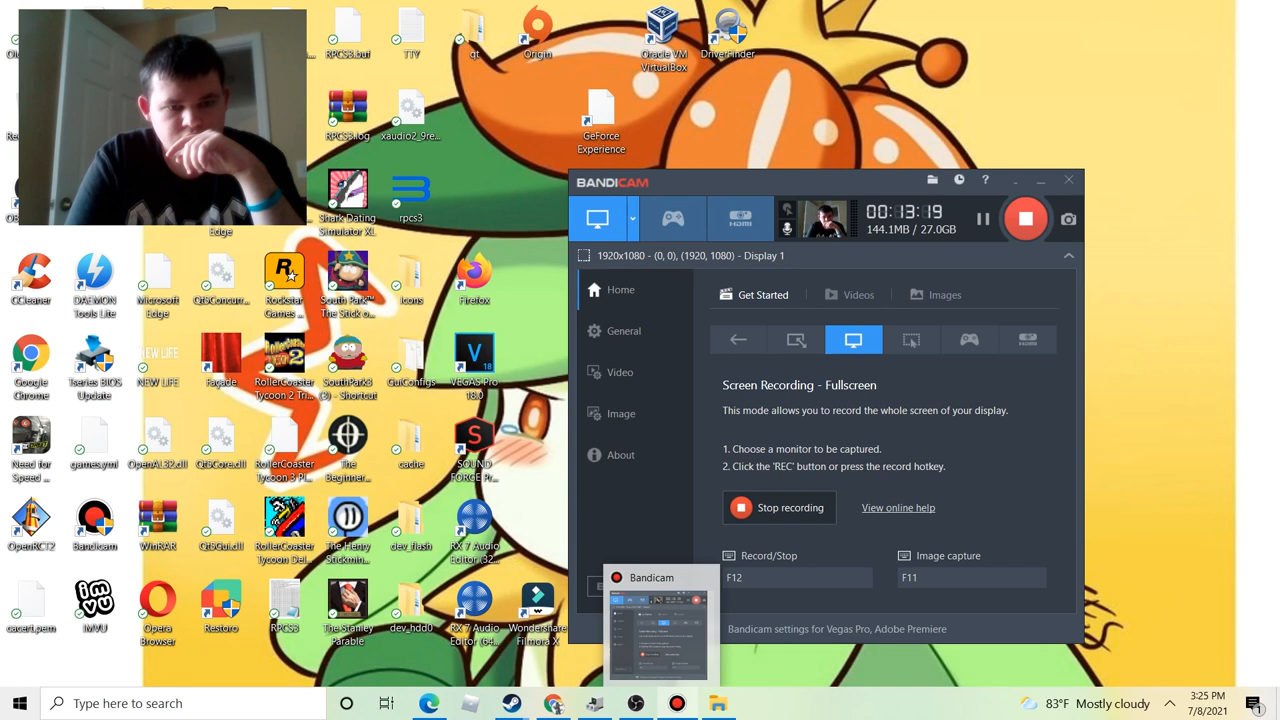 RPCS3.buf
TTY
qt
Origin
Oracle VM
VirtualBox
DriverFinder
RPCS3.log
xaudio2_9re...
GeForce
Experience
Edge
Shark Dating
Simulator XL
rpcs3
CCleaner
DAEMON
Tools Lite
Microsoft
Edge
Qt5Concurr...
Rockstar
Games ...
South Park™
The Stick o...
Icons
Firefox
Google
Chrome
Tseries BIOS
Update
NEW LIFE
NEW LIFE
Façade
RollerCoaster
Tycoon 2 Tri...
SouthPark3
(3) - Shortcut
GuiConfigs
VEGAS Pro
18.0
Need for
Speed ...
games.yml
OpenAL32.dll
Qt5Core.dll
RollerCoaster
Tycoon 3 Pl...
The
Beginner...
cache
SOUND
FORCE Pr...
OpenRCT2
Bandicam
WinRAR
Qt5Gui.dll
RollerCoaster
Tycoon Del...
The Henry
Stickmin...
dev_flash
RX 7 Audio
Editor (32...
cacert.pem
IMVU
Opera
Browser
Restoro
RPCS3
The Stanley
Parable
dev_hdd0
RX 7 Audio
Editor (64...
Wondershare
Filmora X
BANDICAM
HDMI
00:13:19
144.1MB / 27.0GB
1920x1080 - (0, 0), (1920, 1080) - Display 1
Home
General
Video
Image
About
Get Started
Videos
Images
HDMI
Screen Recording - Fullscreen
This mode allows you to record the whole screen of your display.
1. Choose a monitor to be captured.
2. Click the 'REC' button or press the record hotkey.
Stop recording
View online help
Record/Stop
F12
Image capture
F11
Bandicam settings for Vegas Pro, Adobe Premiere
Bandicam
Type here to search
83°F Mostly cloudy
3:25 PM
7/8/2021
1